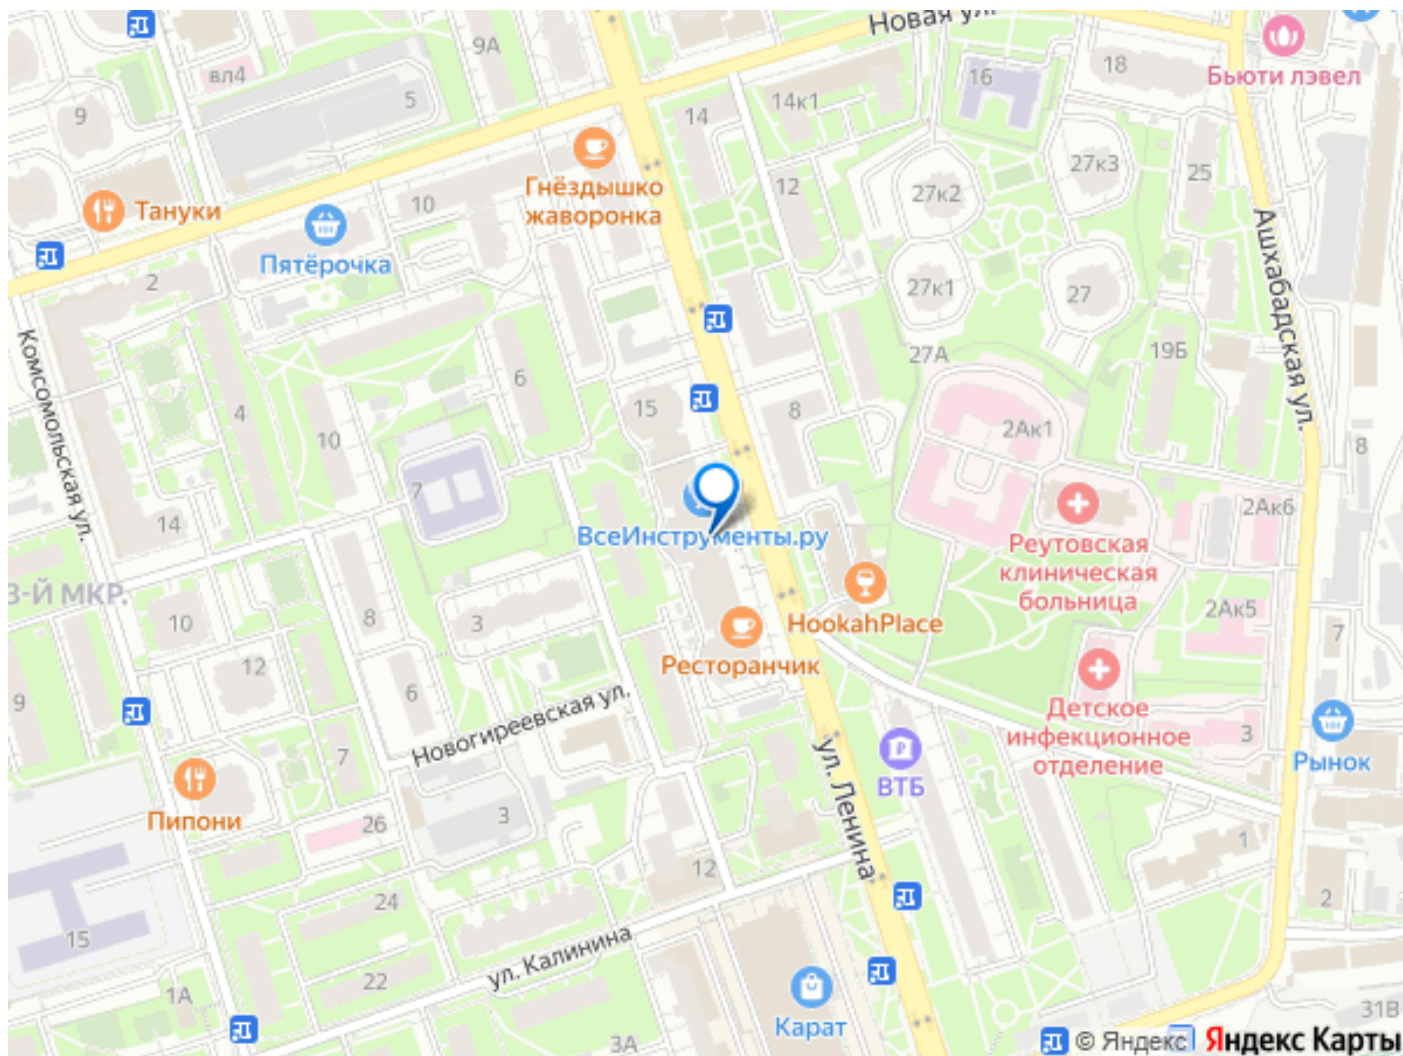 Новая ул.
9А
вл4
5
9
14
14к1
16
18
Бьюти лэвел
Тануки
10
Гнёздышко
жаворонка
12
27к2
27к3
25
Пятёрочка
2
27к1
27
Ашхабадская ул.
Комсомольская ул.
4
10
6
15
8
27А
19Б
2Ак1
8
7
14
ВсеИнструменты.ру
2Ак6
Реутовская
клиническая
больница
3-Й МКР.
10
8
3
HookahPlace
2Ак5
7
Ресторанчик
12
6
9
Новогиреевская ул.
Детское
инфекционное
отделение
3
Рынок
7
ул. Ленина
ВТБ
Пипони
26
3
12
1
24
2
15
ул. Калинина
22
1А
Карат
3А
31В
© Яндекс Яндекс Карты